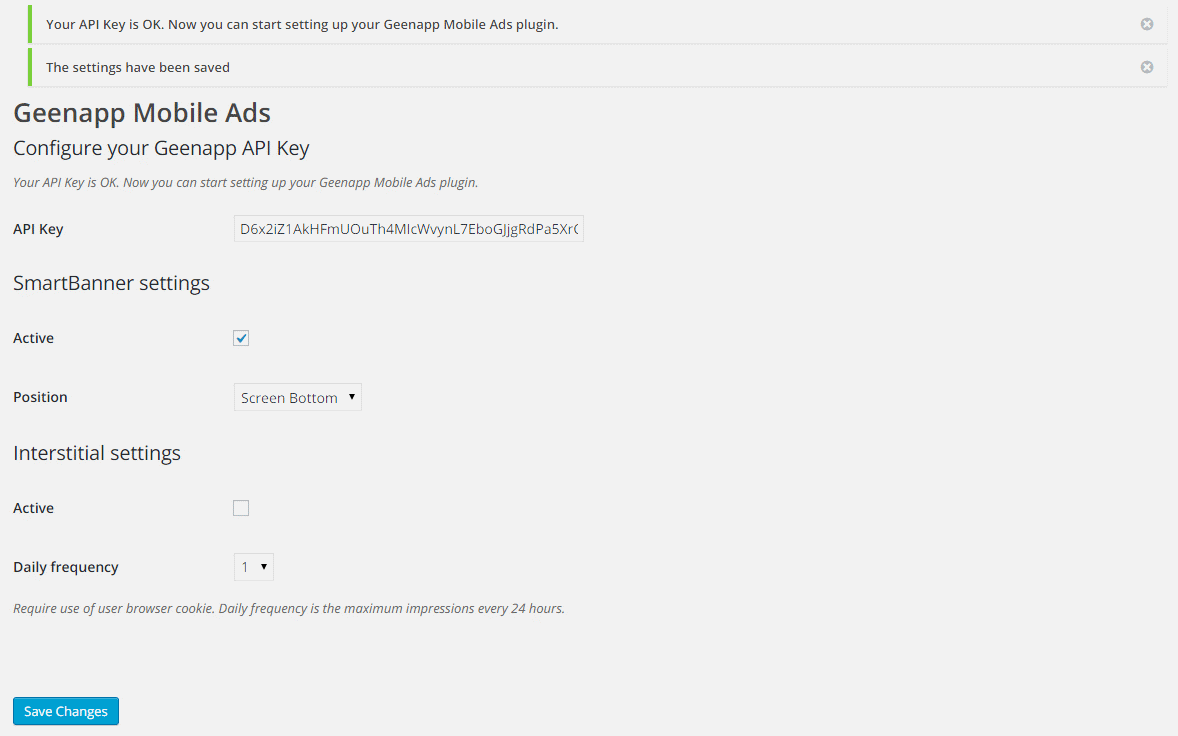 Your API Key is OK. Now you can start setting up your Geenapp Mobile Ads plugin.
The settings have been saved
Geenapp Mobile Ads
Configure your Geenapp API Key
Your API Key is OK. Now you can start setting up your Geenapp Mobile Ads plugin.
API Key
SmartBanner settings
Active
Position Screen Bottom
Interstitial settings
Active
Daily frequency 1
Require use of user browser cookie. Daily frequency is the maximum impressions every 24 hours.
Save Changes